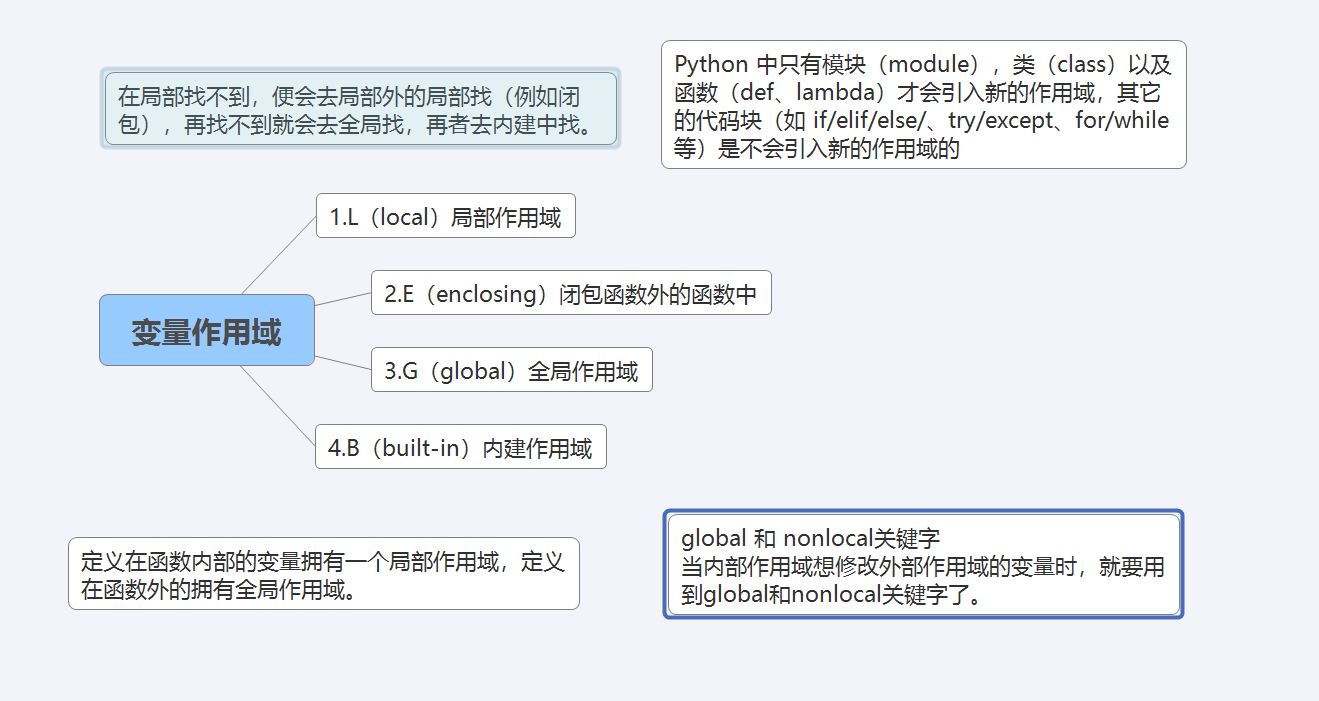 在局部找不到，便会去局部外的局部找（例如闭
包），再找不到就会去全局找，再者去内建中找。
Python 中只有模块（module），类（class）以及
函数（def、lambda）才会引入新的作用域，其它
的代码块（如 if/elif/else/、try/except、for/while
等）是不会引入新的作用域的
1.L（local）局部作用域
2.E（enclosing）闭包函数外的函数中
变量作用域
3.G（global）全局作用域
4.B（built-in）内建作用域
定义在函数内部的变量拥有一个局部作用域，定义
在函数外的拥有全局作用域。
global 和 nonlocal关键字
当内部作用域想修改外部作用域的变量时，就要用
到global和nonlocal关键字了。